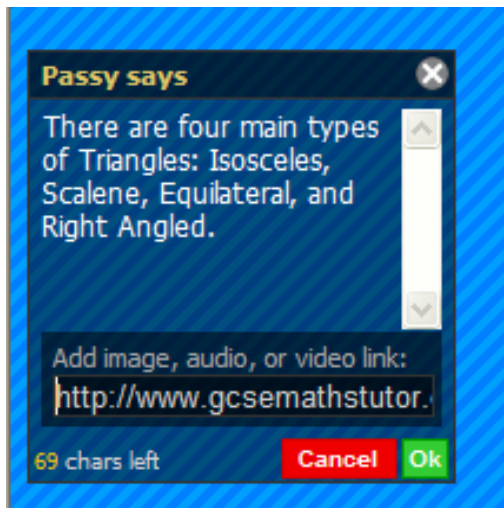 Passy says
There are four main types
of Triangles: Isosceles,
Scalene, Equilateral, and
Right Angled.
Add image, audio, or video link:
http://www.gcsemathstutor.
69 chars left
Cancel
Ok